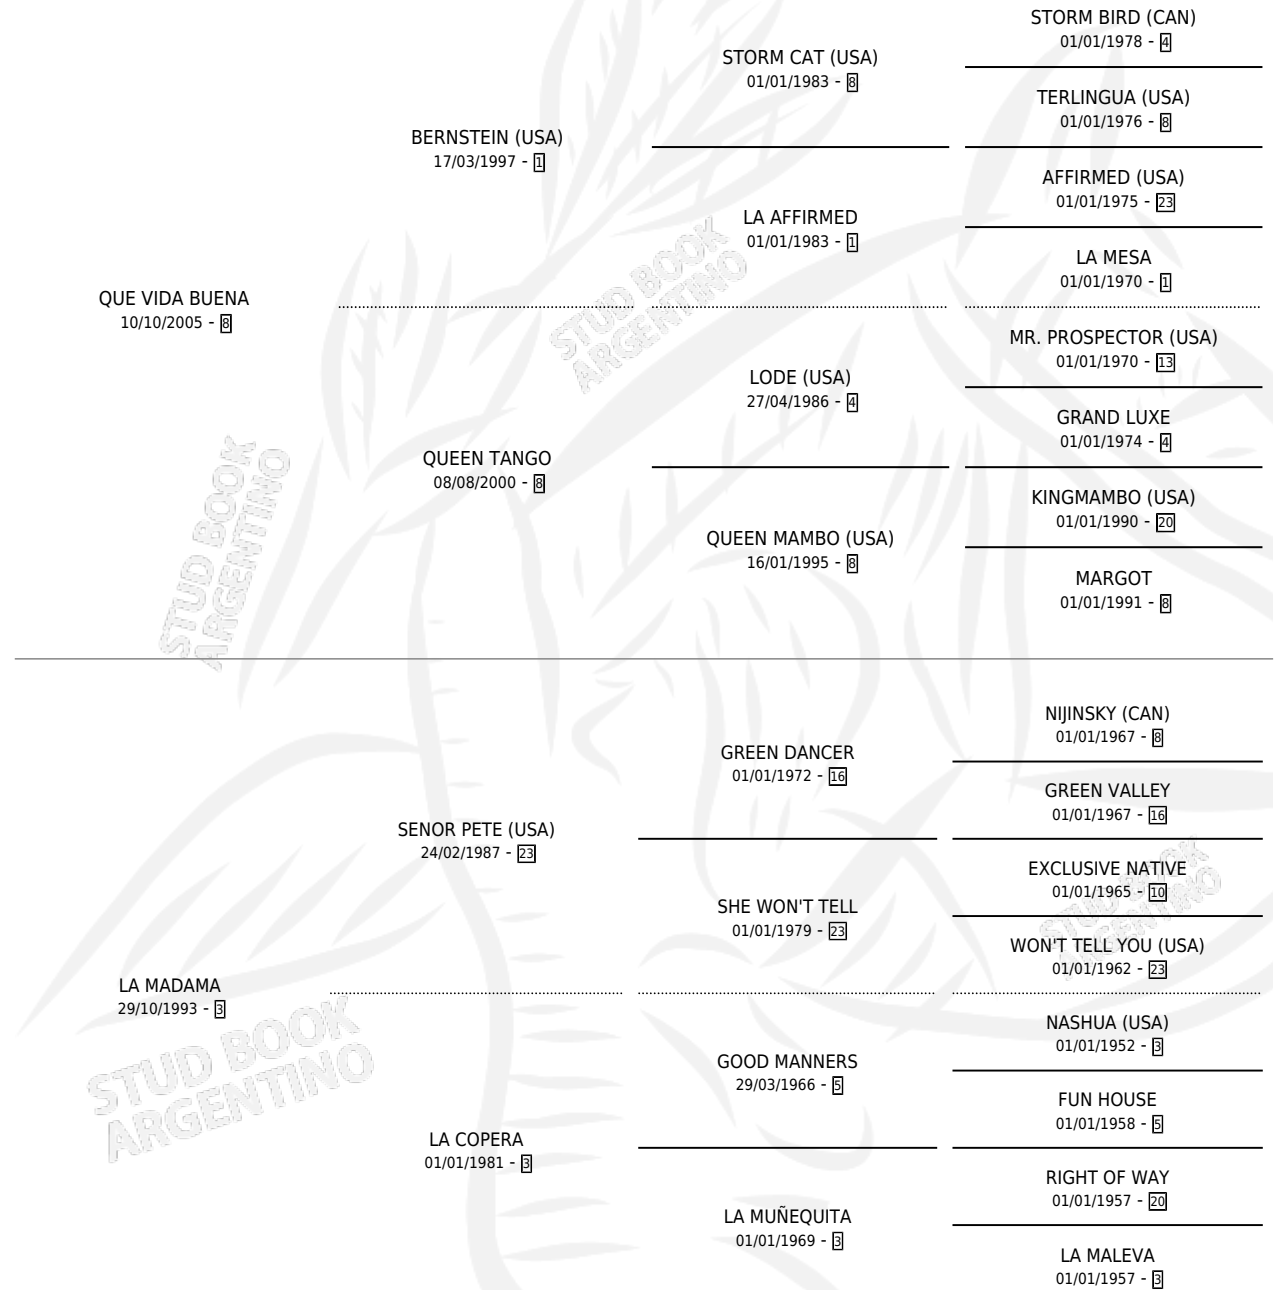 STORM BIRD (CAN)
01/01/1978 - 4
STORM CAT (USA)
01/01/1983 - 8
TERLINGUA (USA)
01/01/1976 - 8
BERNSTEIN (USA)
17/03/1997 - 1
AFFIRMED (USA)
01/01/1975 - 23
LA AFFIRMED
01/01/1983 - 1
LA MESA
01/01/1970 - 1
QUE VIDA BUENA
10/10/2005 - 8
MR. PROSPECTOR (USA)
01/01/1970 - 13
LODE (USA)
27/04/1986 - 4
GRAND LUXE
01/01/1974 - 4
QUEEN TANGO
08/08/2000 - 8
KINGMAMBO (USA)
01/01/1990 - 20
QUEEN MAMBO (USA)
16/01/1995 - 8
MARGOT
01/01/1991 - 8
STUD BOOK
ARGENTINO
STUD BOOK
ARGENTINO
NIJINSKY (CAN)
01/01/1967 - 8
GREEN DANCER
01/01/1972 - 16
GREEN VALLEY
01/01/1967 - 16
SENOR PETE (USA)
24/02/1987 - 23
EXCLUSIVE NATIVE
01/01/1965 - 10
SHE WON'T TELL
01/01/1979 - 23
WON'T TELL YOU (USA)
01/01/1962 - 23
STUD BOOK
ARGENTINO
LA MADAMA
29/10/1993 - 3
NASHUA (USA)
01/01/1952 - 3
GOOD MANNERS
29/03/1966 - 5
FUN HOUSE
01/01/1958 - 5
LA COPERA
01/01/1981 - 3
RIGHT OF WAY
01/01/1957 - 20
LA MUÑEQUITA
01/01/1969 - 3
LA MALEVA
01/01/1957 - 3
STUD BOOK
ARGENTINO